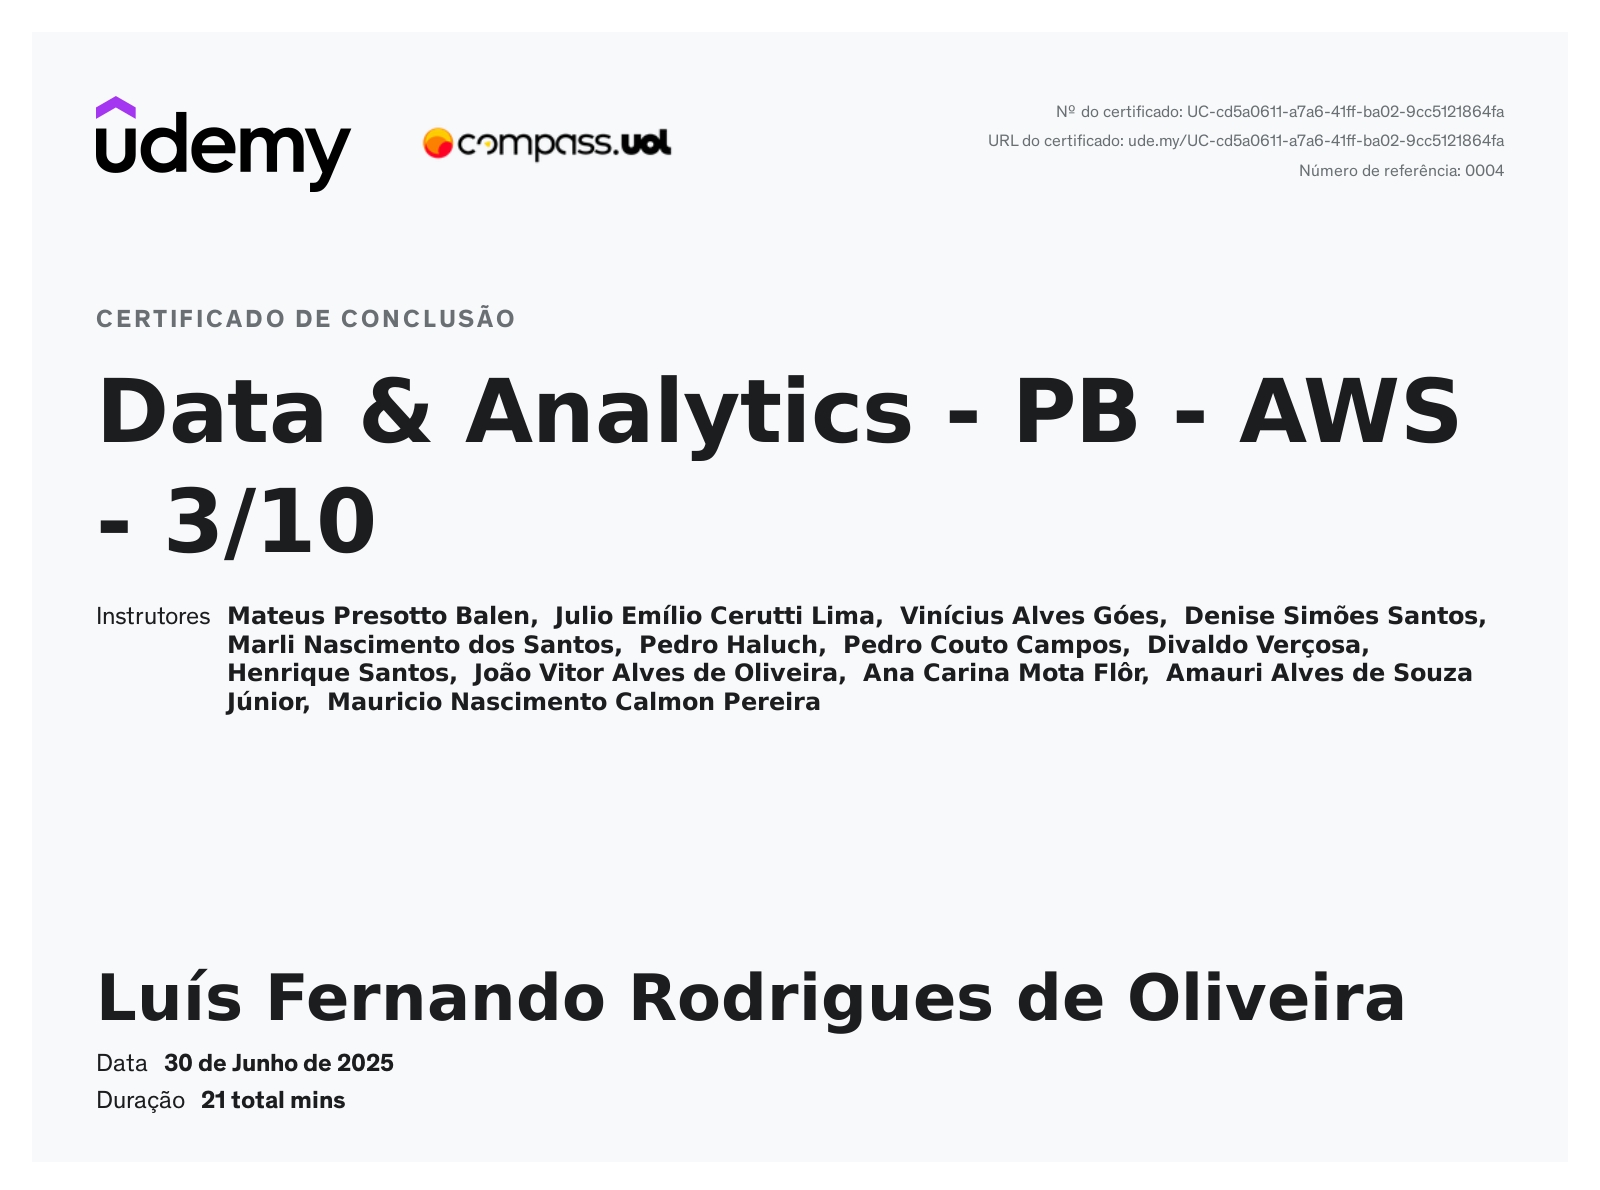 udemy
compass.uol
Nº do certificado: UC-cd5a0611-a7a6-41ff-ba02-9cc5121864fa
URL do certificado: ude.my/UC-cd5a0611-a7a6-41ff-ba02-9cc5121864fa
Número de referência: 0004
CERTIFICADO DE CONCLUSÃO
Data & Analytics - PB - AWS
- 3/10
Instrutores Mateus Presotto Balen, Julio Emílio Cerutti Lima, Vinícius Alves Góes, Denise Simões Santos,
Marli Nascimento dos Santos, Pedro Haluch, Pedro Couto Campos, Divaldo Verçosa,
Henrique Santos, João Vitor Alves de Oliveira, Ana Carina Mota Flôr, Amauri Alves de Souza
Júnior, Mauricio Nascimento Calmon Pereira
Luís Fernando Rodrigues de Oliveira
Data 30 de Junho de 2025
Duração 21 total mins